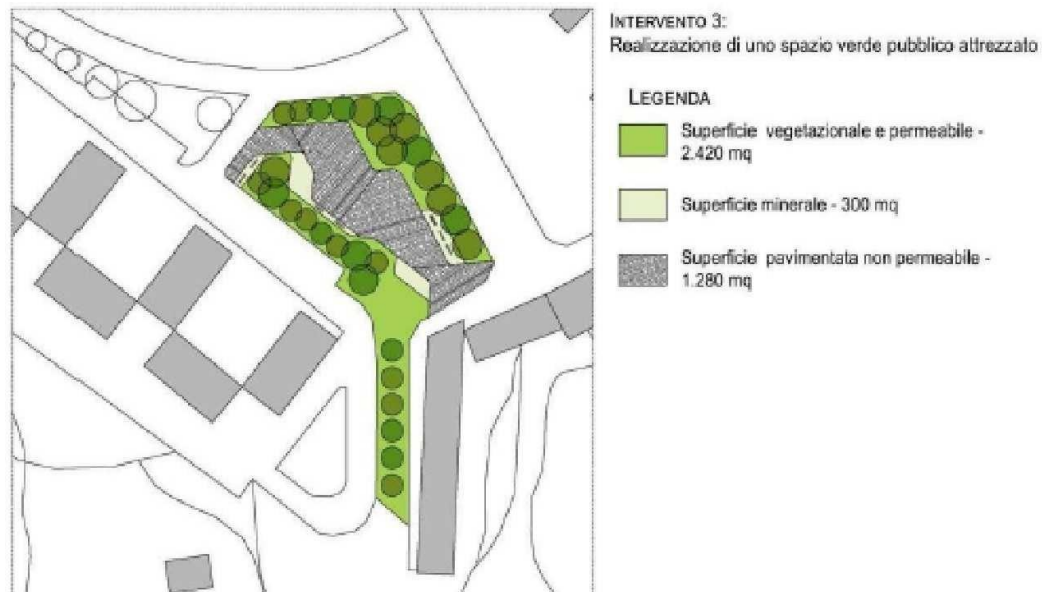 INTERVENTO 3:
Realizzazione di uno spazio verde pubblico attrezzato
LEGENDA
Superficie vegetazionale e permeabile -
2.420 mq
Superficie minerale - 300 mq
Superficie pavimentata non permeabile -
1.280 mq